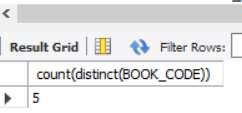 Result Grid Filter Rows:
count(distinct(BOOK_CODE))
5